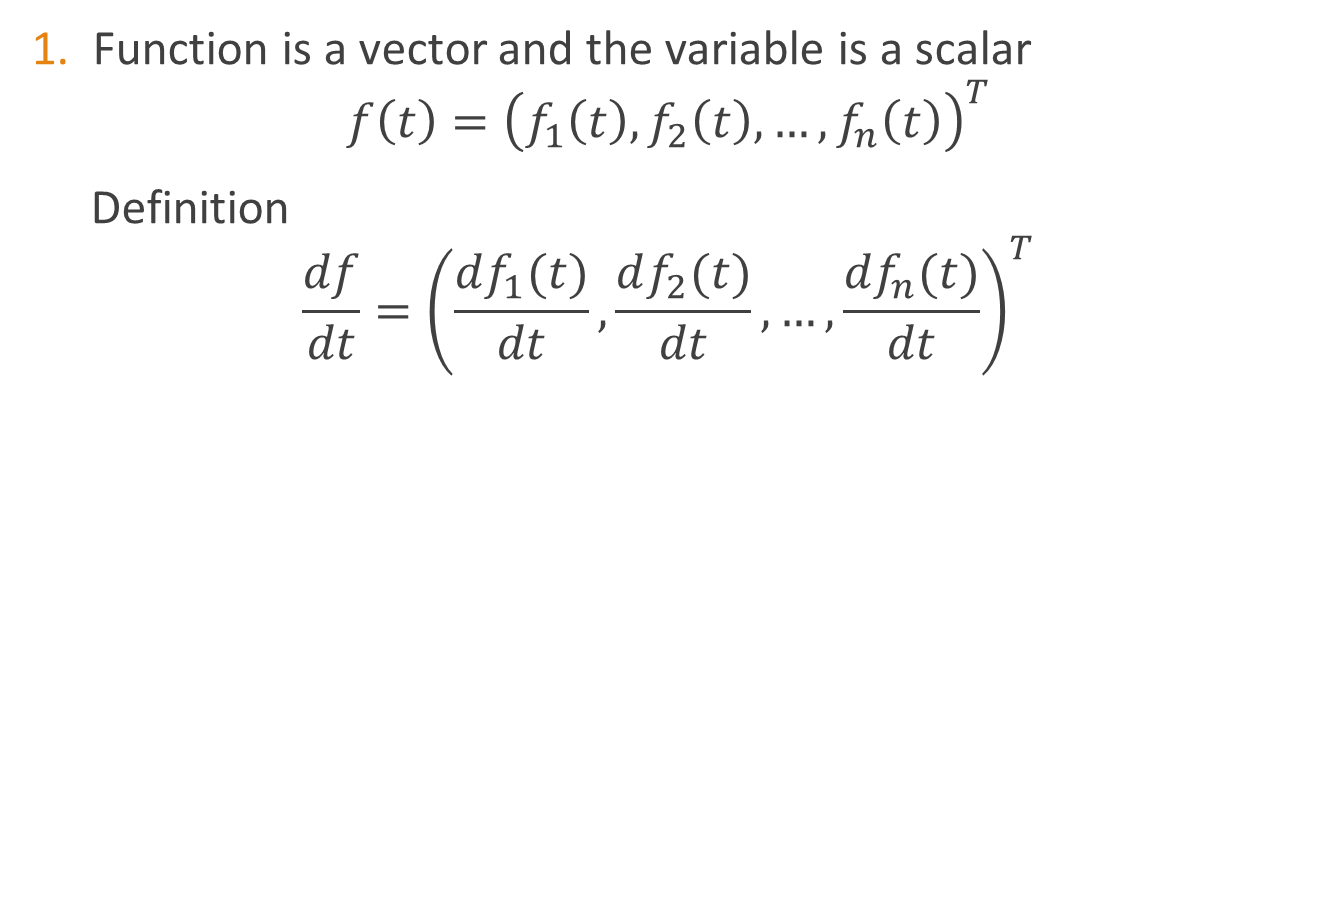 1. Function is a vector and the variable is a scalar
f(t) = (f₁(t), f₂(t), … , fₙ(t))ᵀ
Definition
df/dt = (df₁(t)/dt, df₂(t)/dt, … , dfₙ(t)/dt)ᵀ